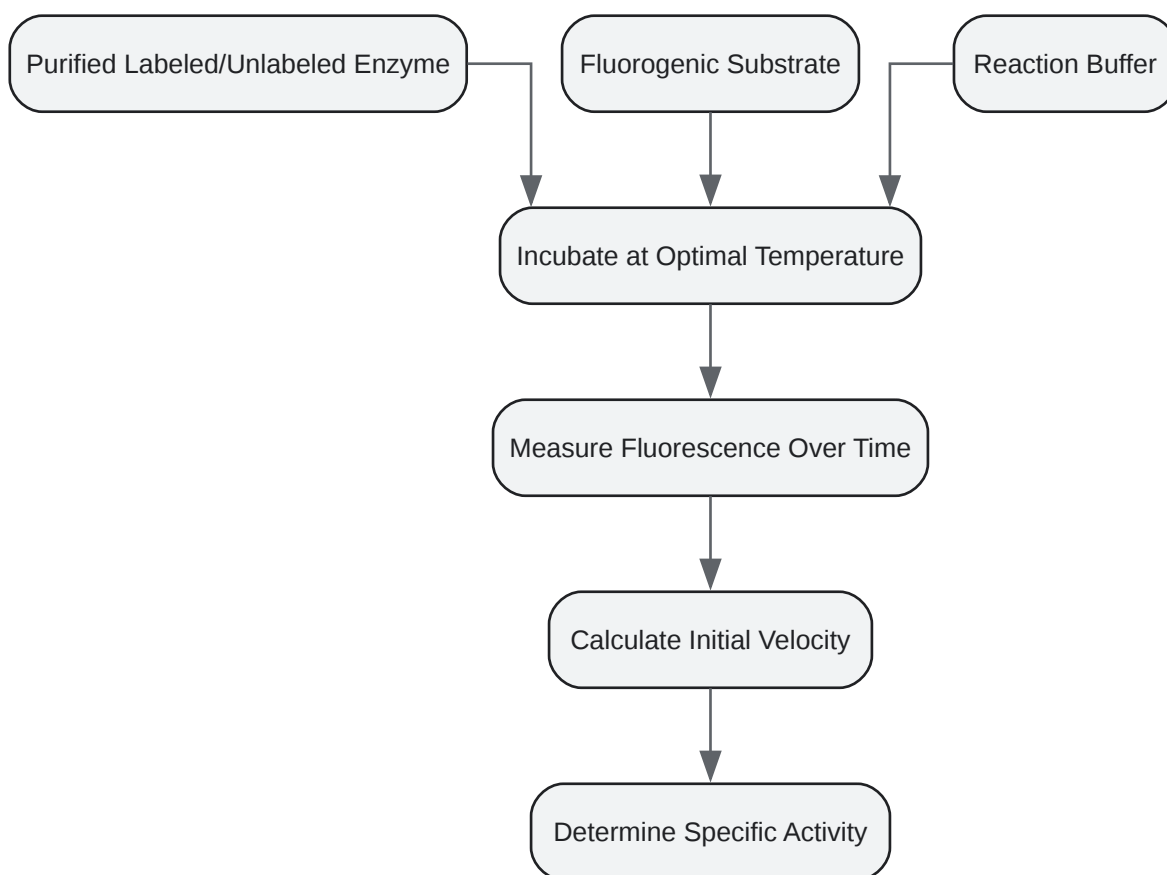 Purified Labeled/Unlabeled Enzyme
Fluorogenic Substrate
Reaction Buffer
Incubate at Optimal Temperature
Measure Fluorescence Over Time
Calculate Initial Velocity
Determine Specific Activity